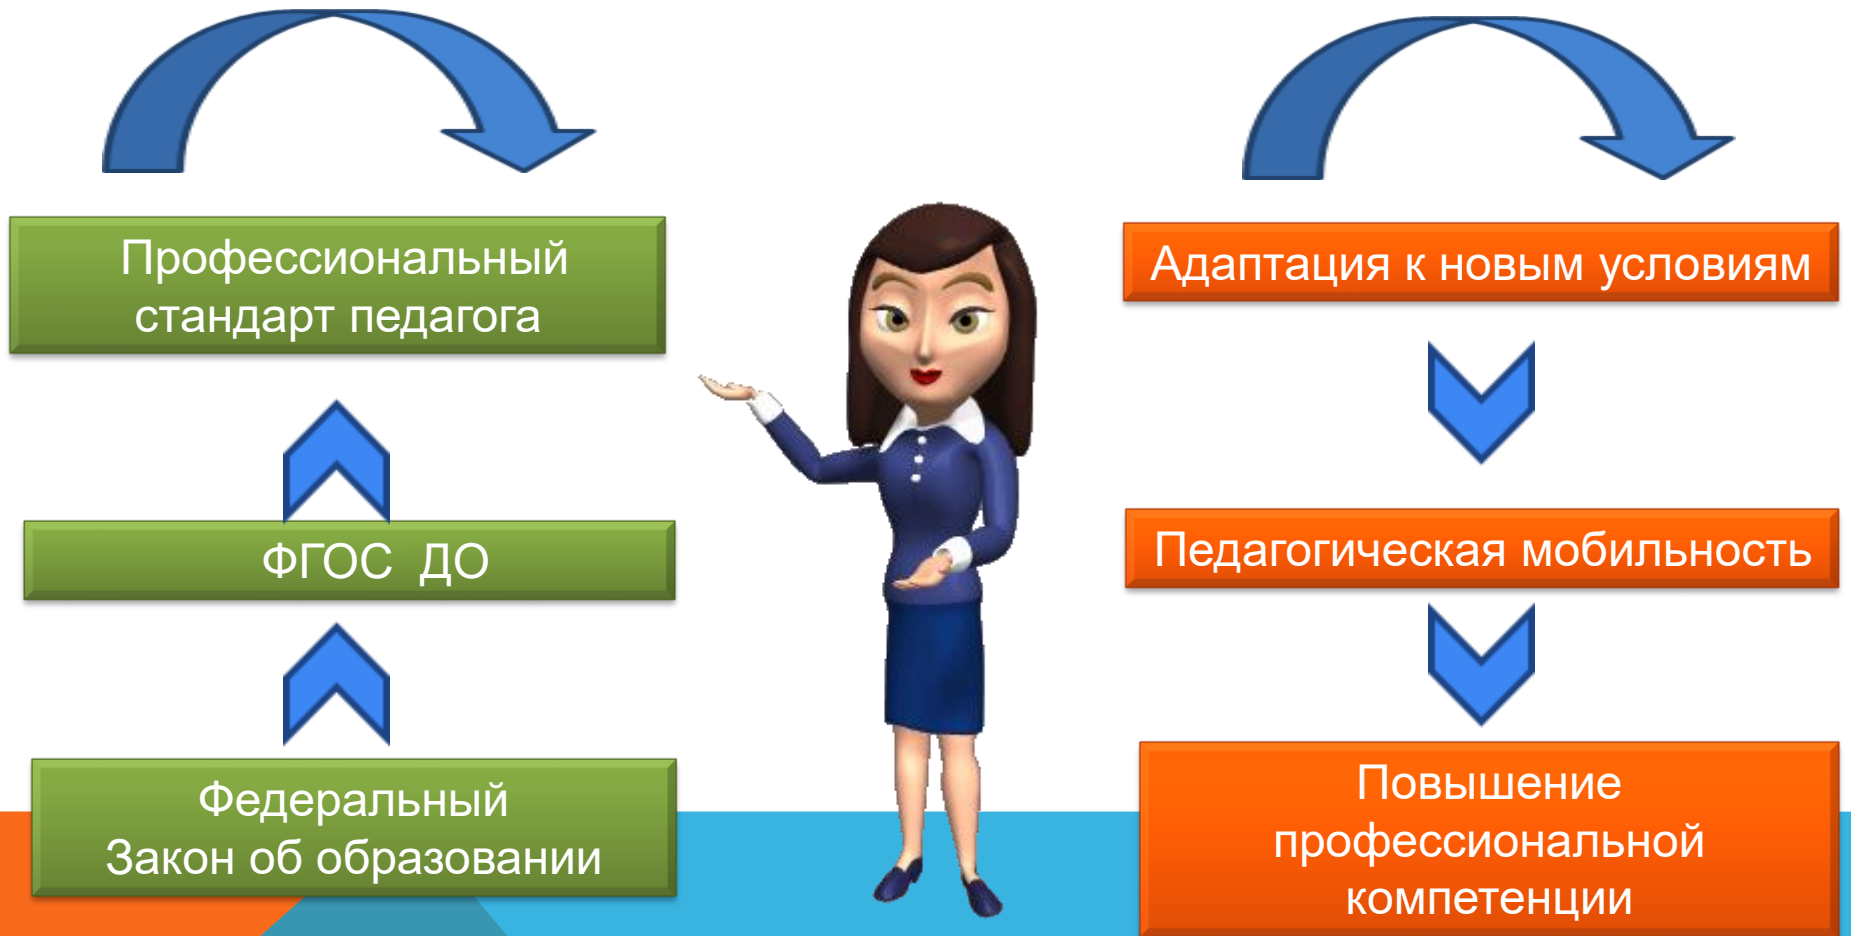 Профессиональный
стандарт педагога
ФГОС  ДО
Федеральный
Закон об образовании
Адаптация к новым условиям
Педагогическая мобильность
Повышение
профессиональной
компетенции